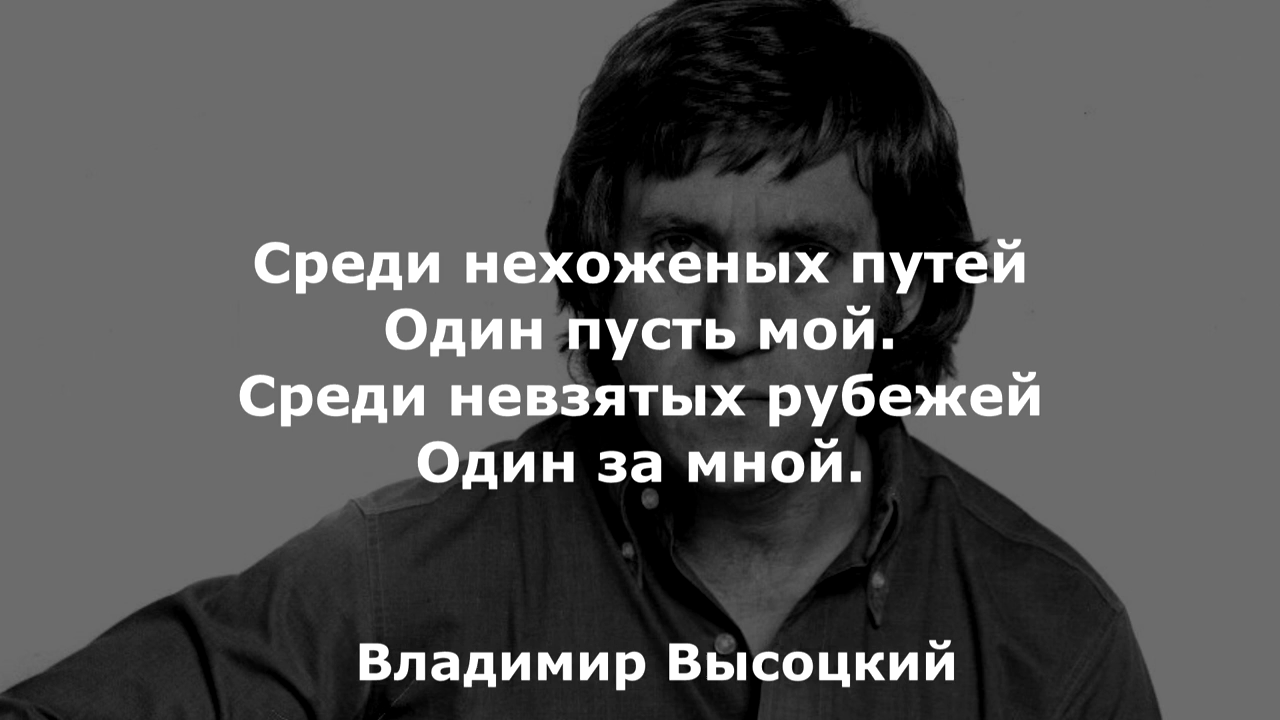 Среди нехоженых путей
Один пусть мой.
Среди невзятых рубежей
Один за мной.
Владимир Высоцкий